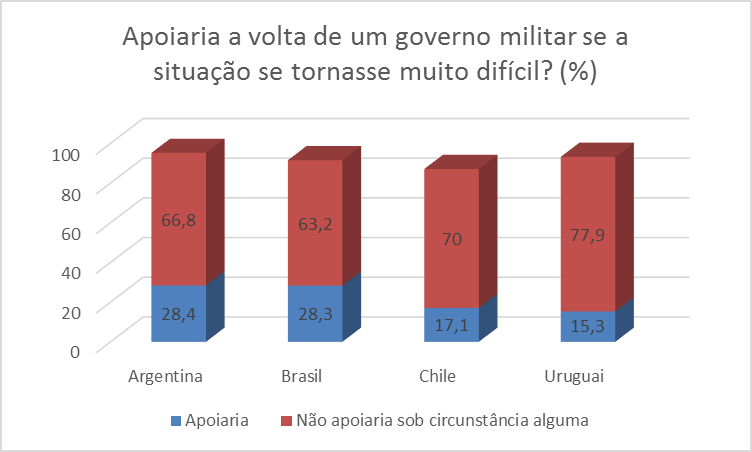 Apoiaria a volta de um governo militar se a
situação se tornasse muito difícil? (%)
100
80
60
40
20
0
66,8
63,2
70
77,9
28,4
28,3
17,1
15,3
Argentina
Brasil
Chile
Uruguai
Apoiaria
Não apoiaria sob circunstância alguma